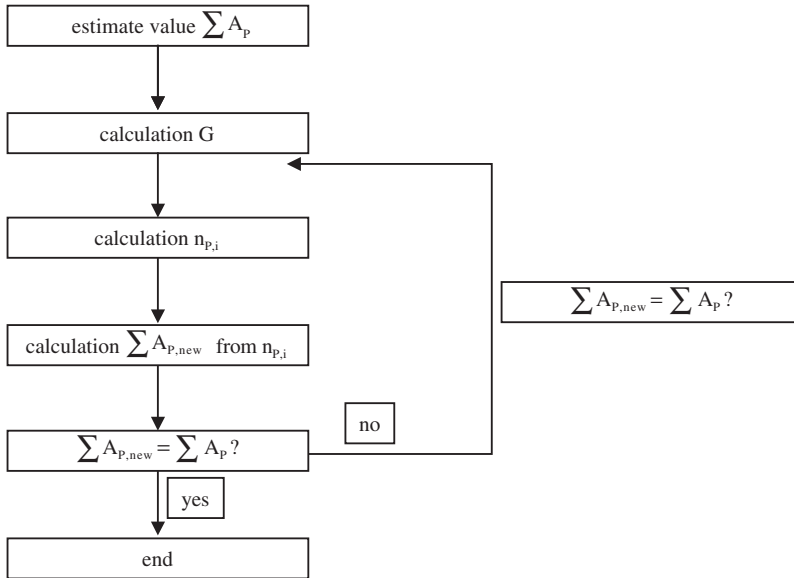 estimate value ∑ A_P
calculation G
calculation n_P,i
calculation ∑ A_P,new from n_P,i
∑ A_P,new = ∑ A_P ?
no
∑ A_P,new = ∑ A_P ?
yes
end